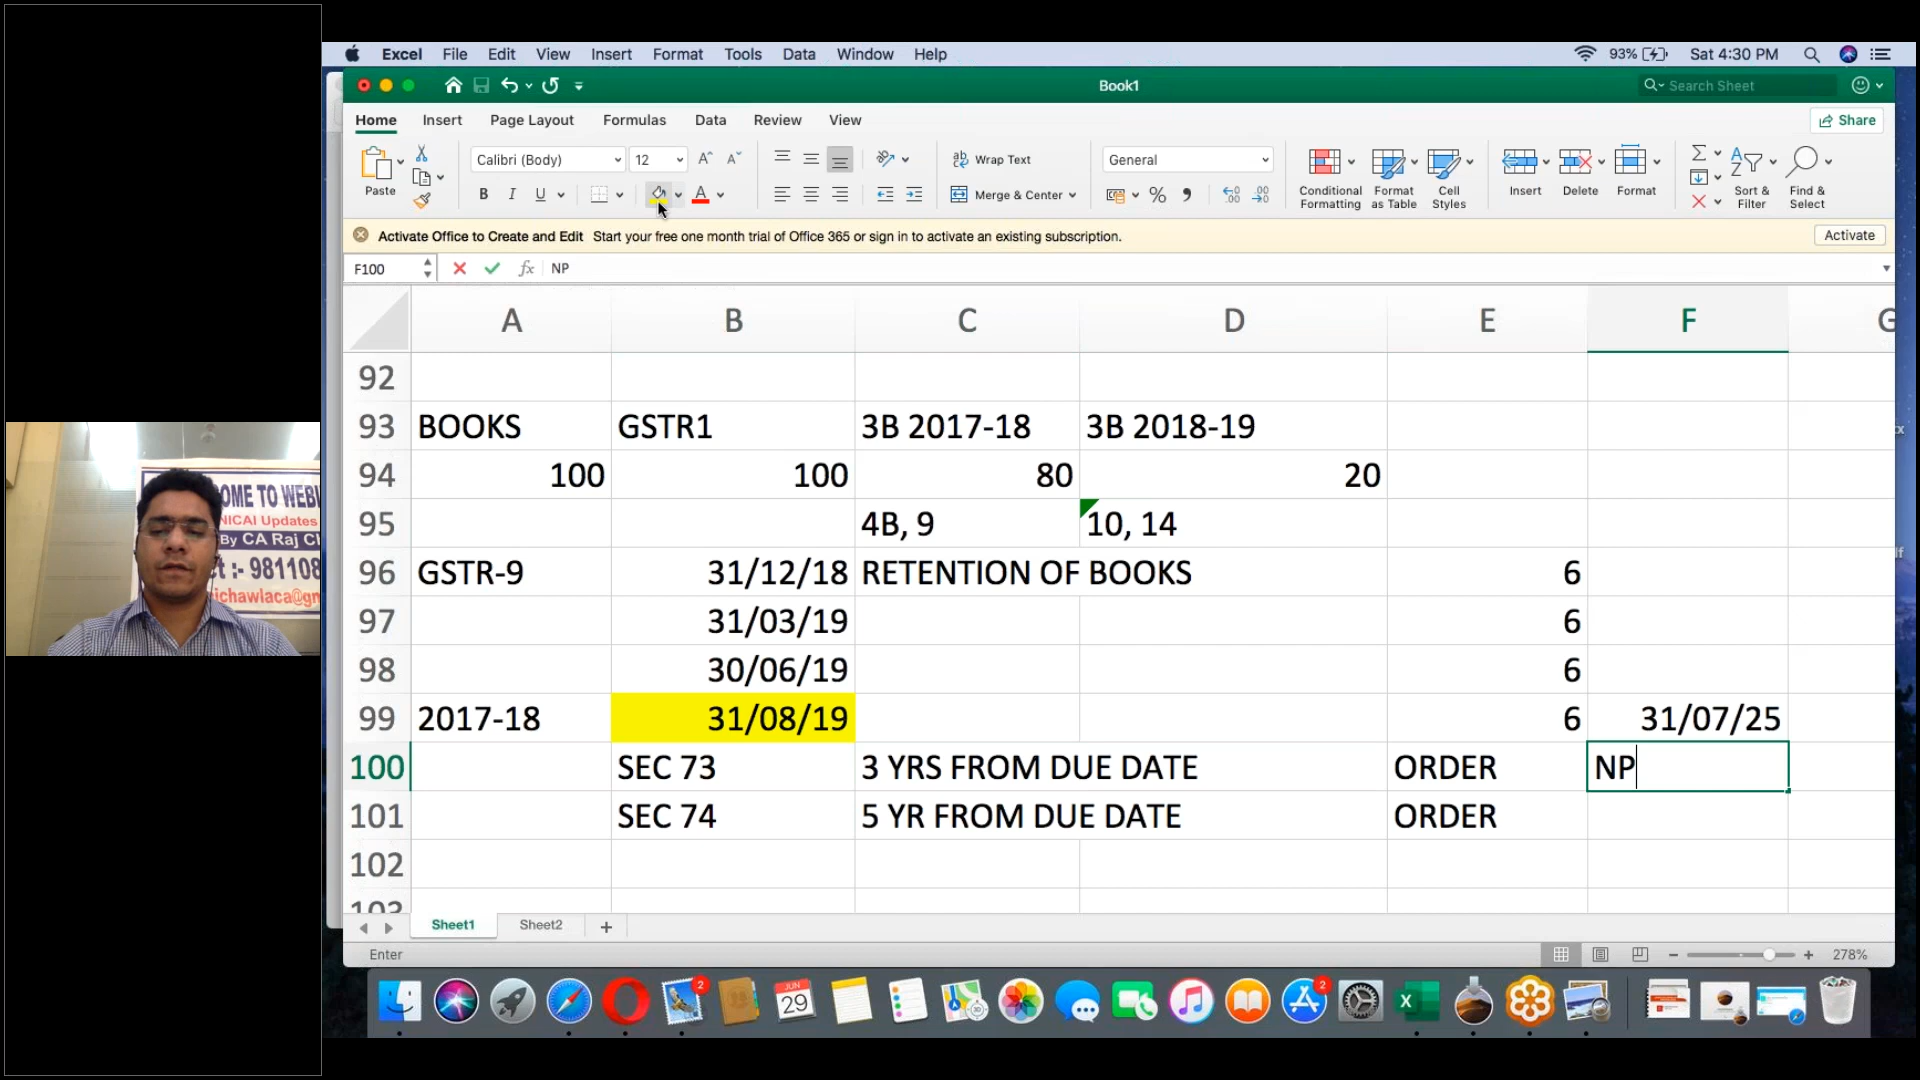 Excel File Edit View Insert Format Tools Data Window Help 93% Sat 4:30 PM
Book1 Search Sheet
Home Insert Page Layout Formulas Data Review View Share
Paste Calibri (Body) 12 Wrap Text General
B I U Merge & Center % Conditional Formatting Format as Table Cell Styles Insert Delete Format Sort & Filter Find & Select
Activate Office to Create and Edit Start your free one month trial of Office 365 or sign in to activate an existing subscription. Activate
F100 fx NP
A B C D E F G
92
93 BOOKS GSTR1 3B 2017-18 3B 2018-19
94 100 100 80 20
95 4B, 9 10, 14
96 GSTR-9 31/12/18 RETENTION OF BOOKS 6
97 31/03/19 6
98 30/06/19 6
99 2017-18 31/08/19 6 31/07/25
100 SEC 73 3 YRS FROM DUE DATE ORDER NP
101 SEC 74 5 YR FROM DUE DATE ORDER
102
103
Sheet1 Sheet2 +
Enter 278%
JUN
29
2
2
TO
Updates
By CA Raj
:- 981108